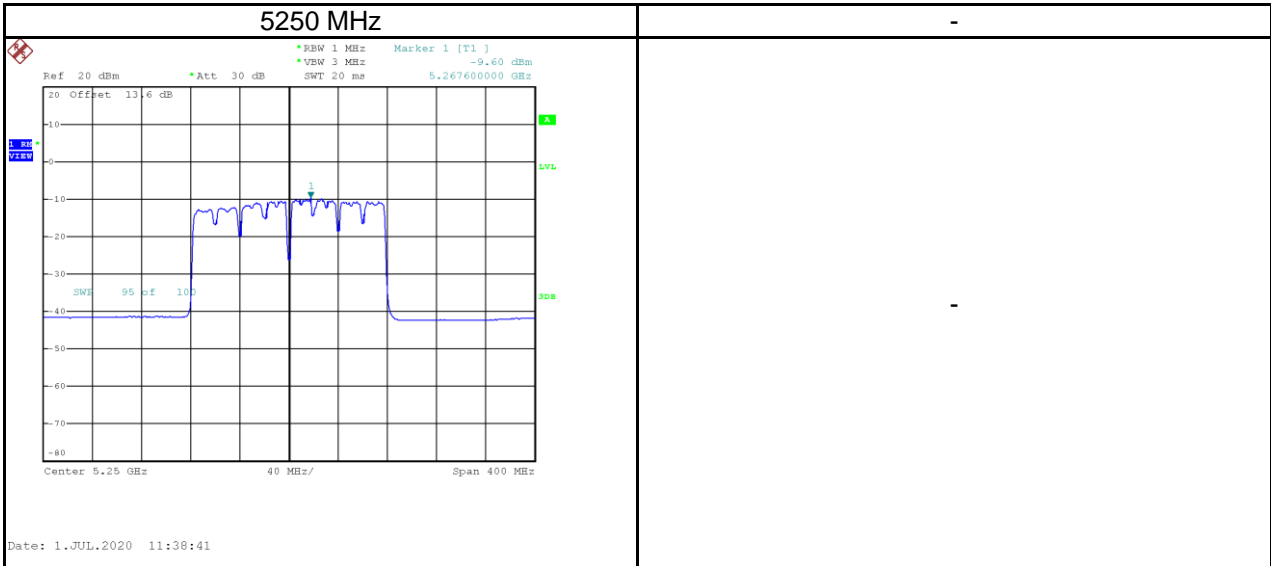 5250 MHz -
R S
*RBW 1 MHz Marker 1 [T1 ]
*VBW 3 MHz -9.60 dBm
Ref 20 dBm *Att 30 dB SWT 20 ms 5.267600000 GHz
20 Offset 13.6 dB
A
10
1 RM *
VIEW
0
LVL
1
-10
-20
-30
SWP 95 of 100
3DB
-40
-
-50
-60
-70
-80
Center 5.25 GHz 40 MHz/ Span 400 MHz
Date: 1.JUL.2020 11:38:41